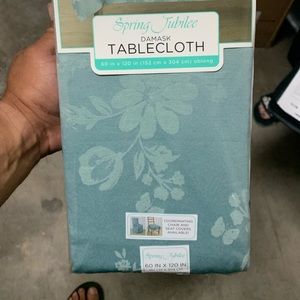 Spring Jubilee
DAMASK
TABLECLOTH
60 in x 120 in (152 cm x 304 cm) oblong
COORDINATING
CHAIR AND
SEAT COVERS
AVAILABLE!
Spring Jubilee
60 IN X 120 IN